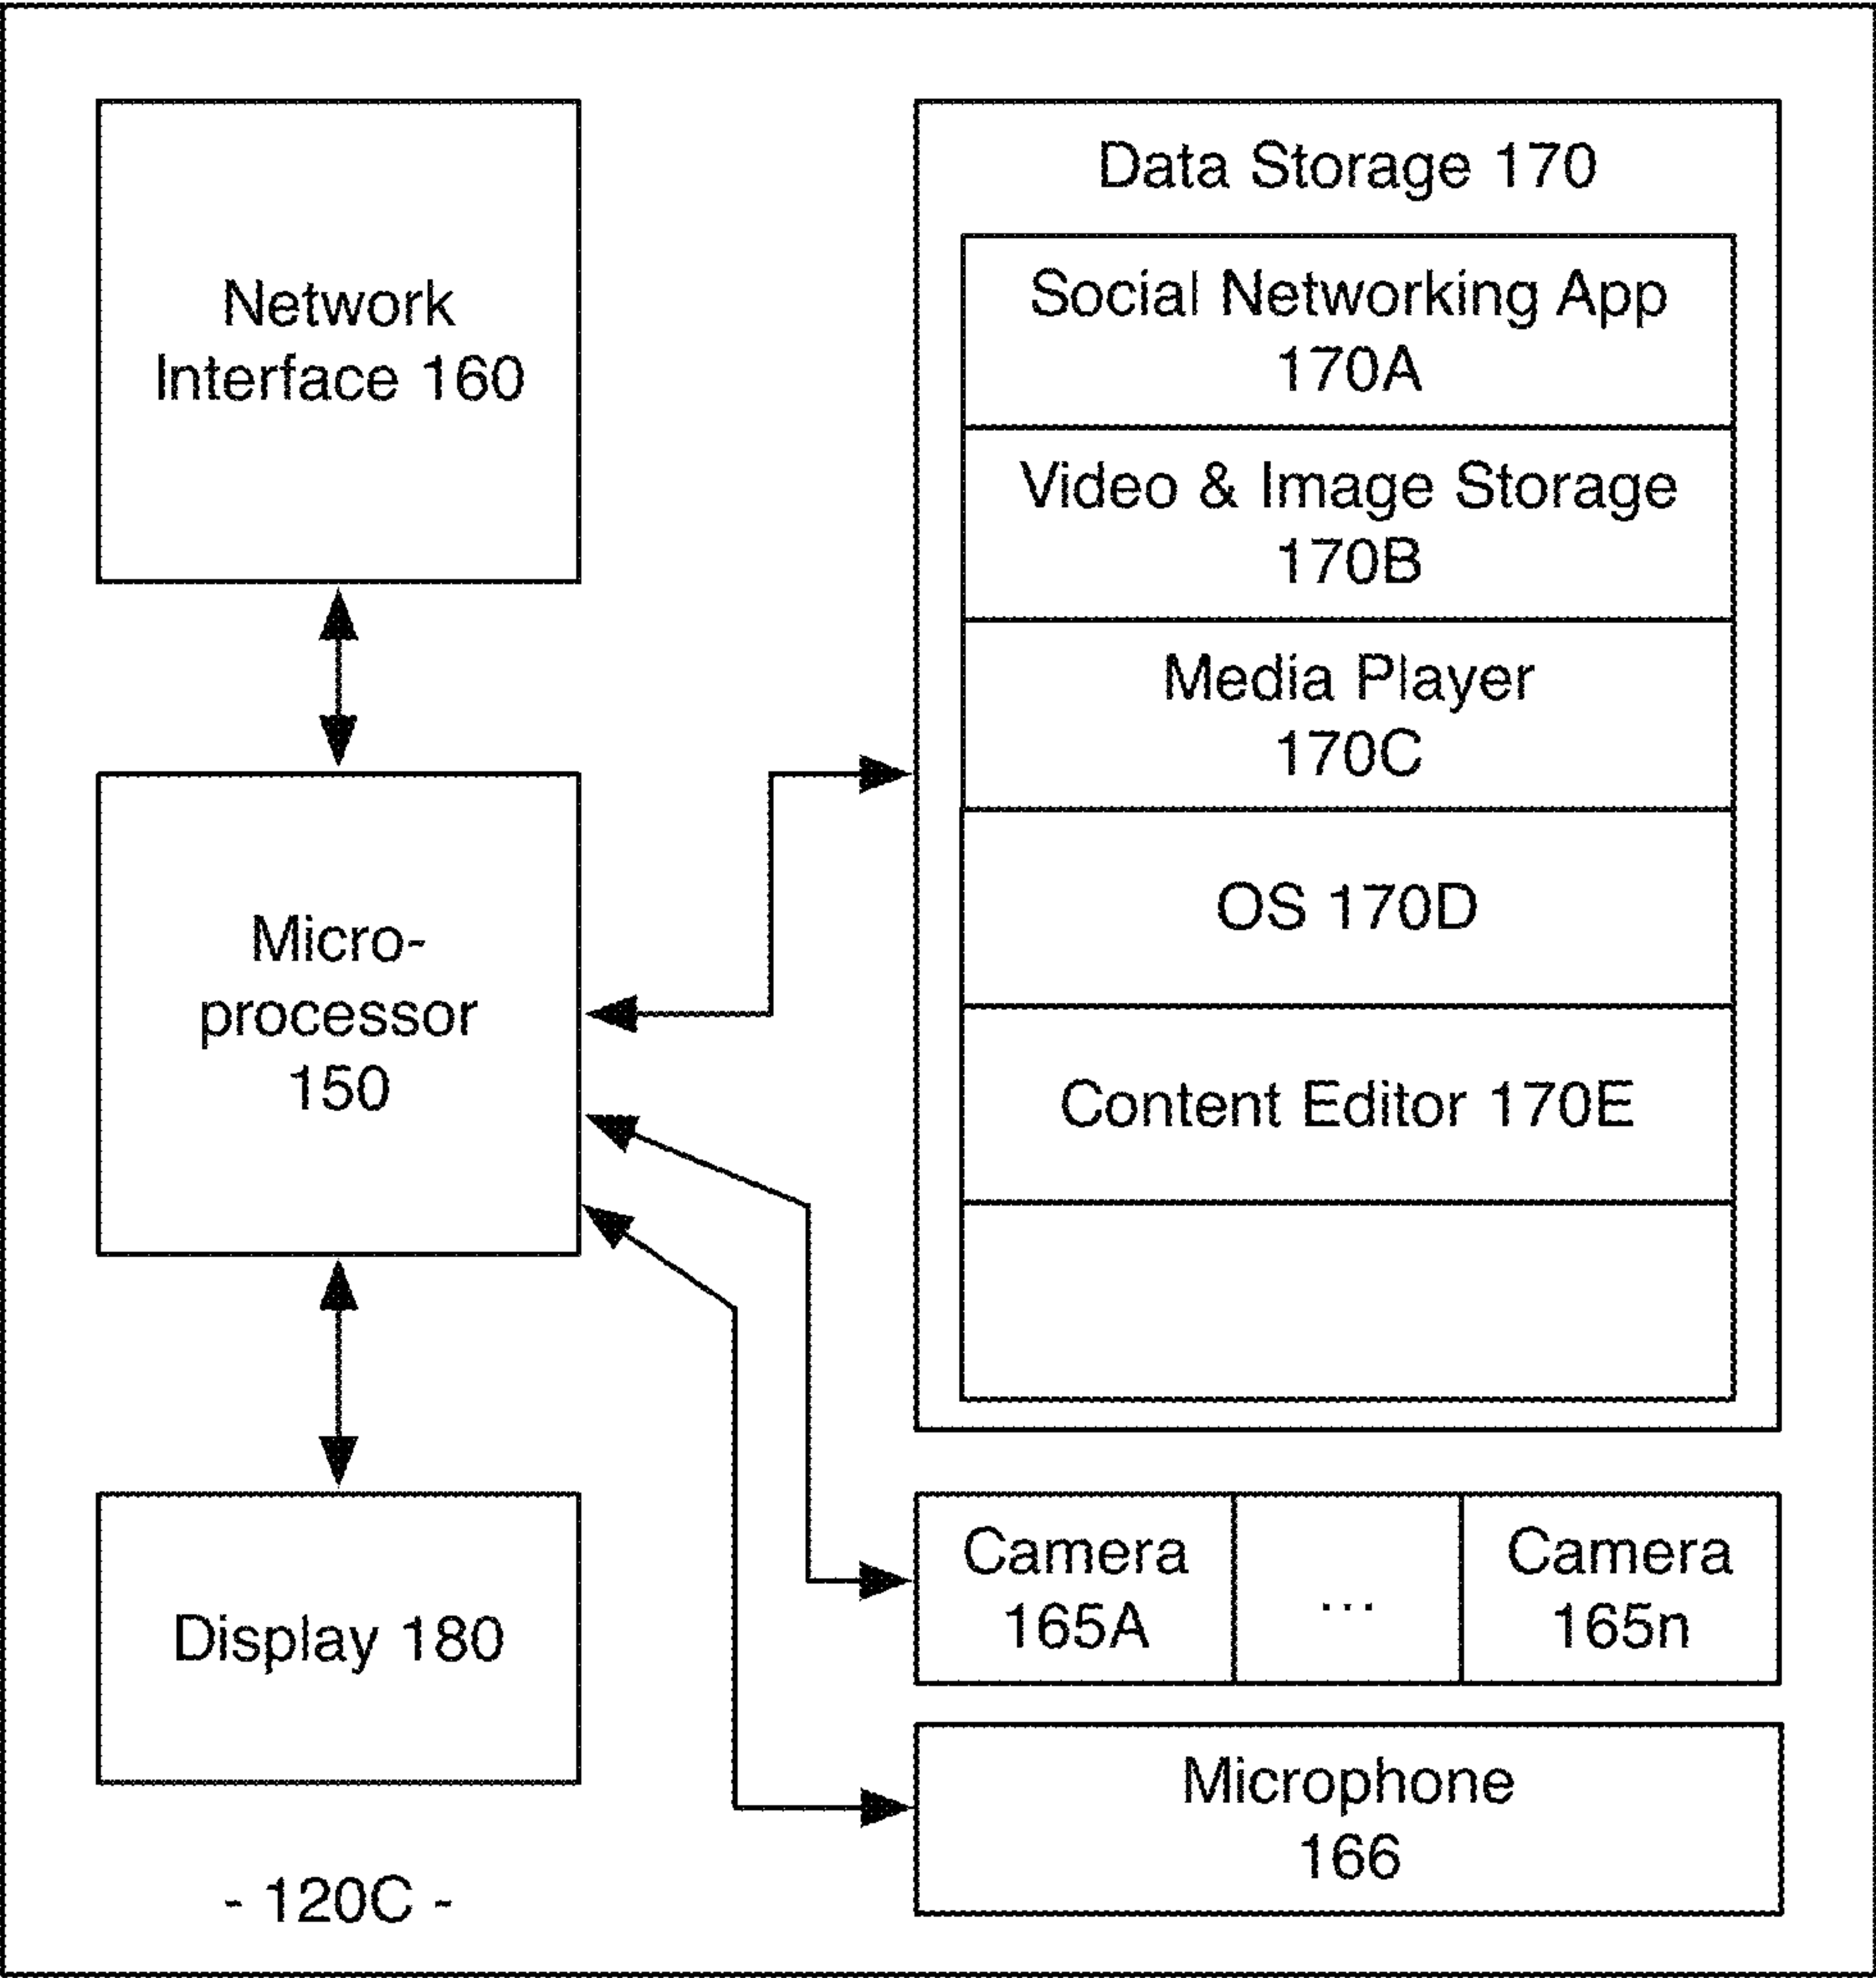 Network
Interface 160
Micro-
processor
150
Display 180
- 120C -
Data Storage 170
Social Networking App
170A
Video & Image Storage
170B
Media Player
170C
OS 170D
Content Editor 170E
Camera
165A
...
Camera
165n
Microphone
166